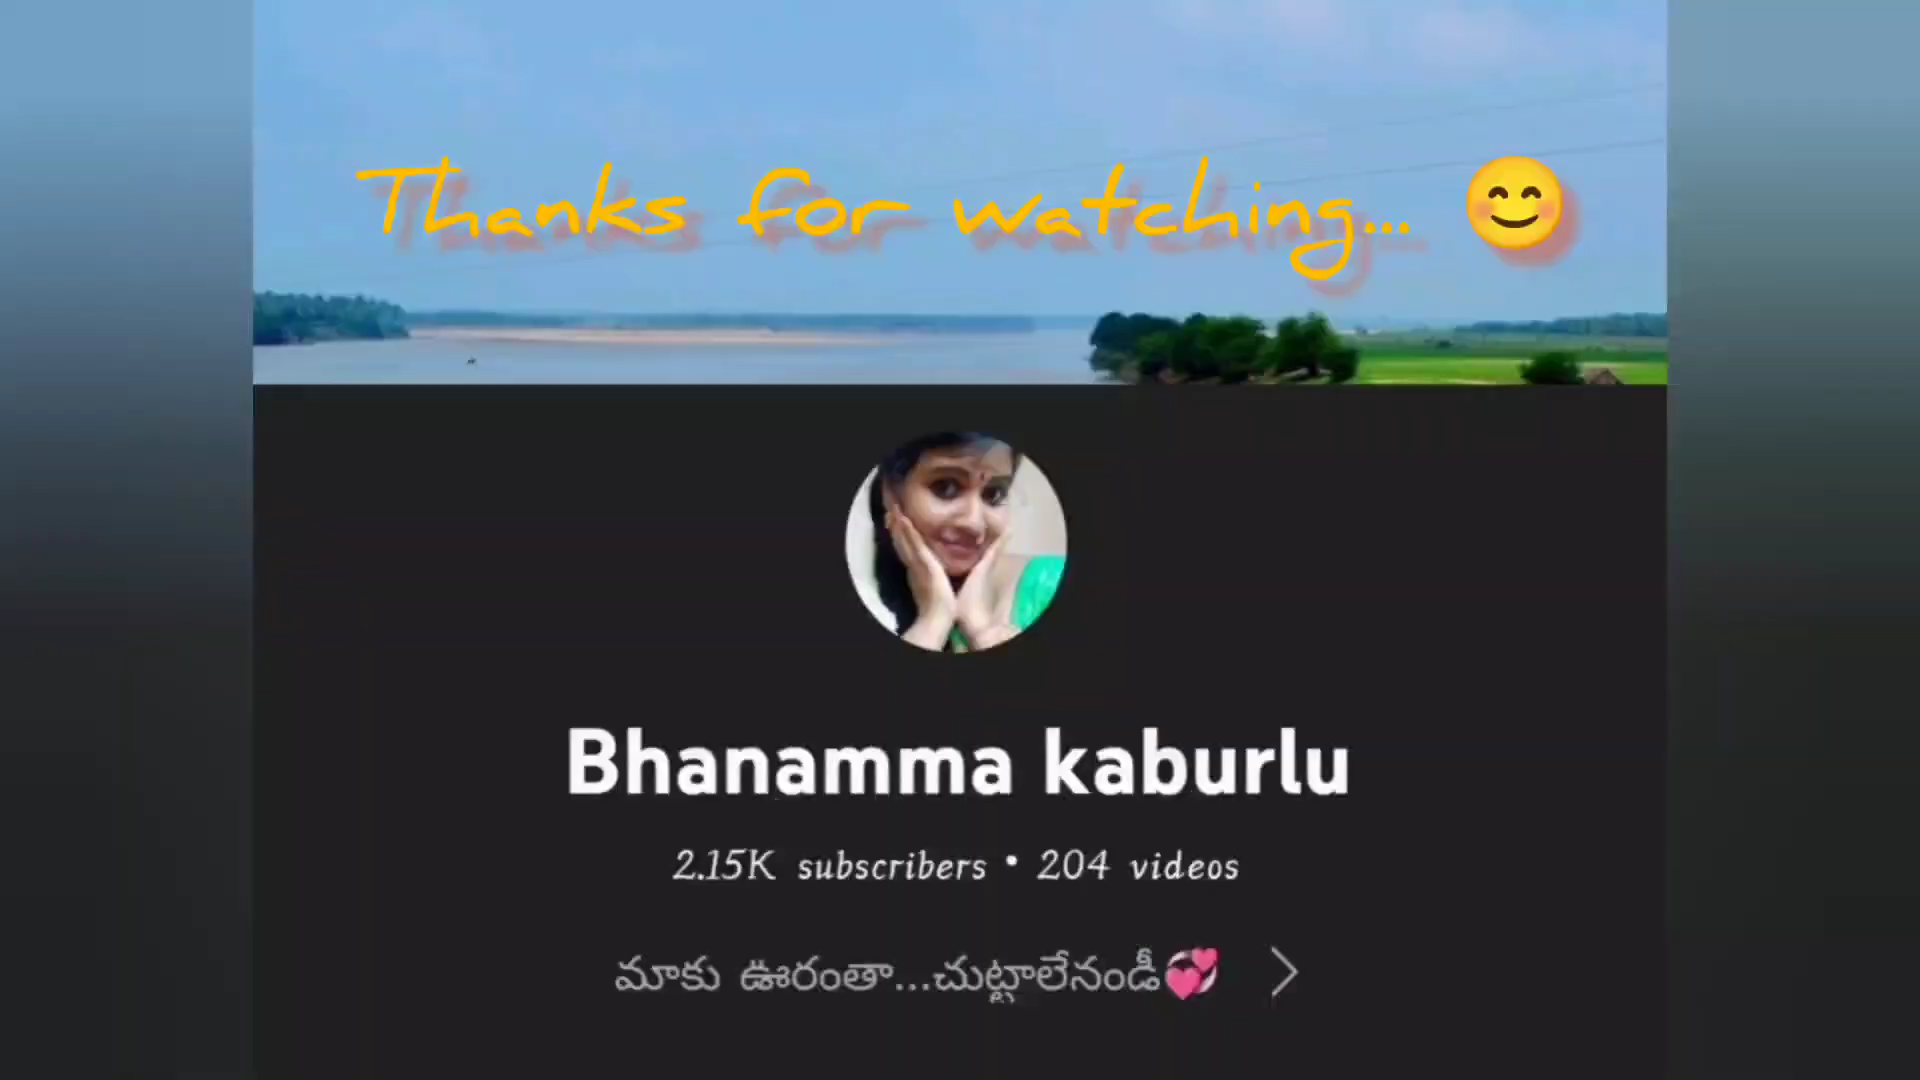 Thanks for watching... 😊
Bhanamma kaburlu
2.15K subscribers • 204 videos
మాకు ఊరంతా...చుట్టాలేనండీ💞